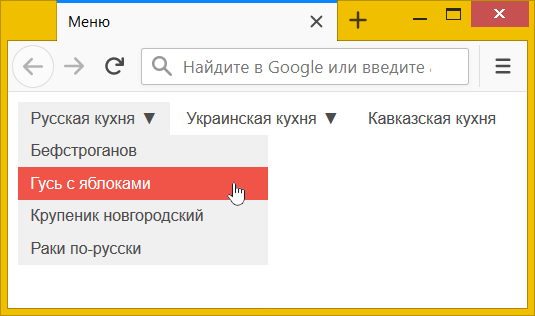 Меню
Найдите в Google или введите
Русская кухня ▼ Украинская кухня ▼ Кавказская кухня
Бефстроганов
Гусь с яблоками
Крупеник новгородский
Раки по-русски